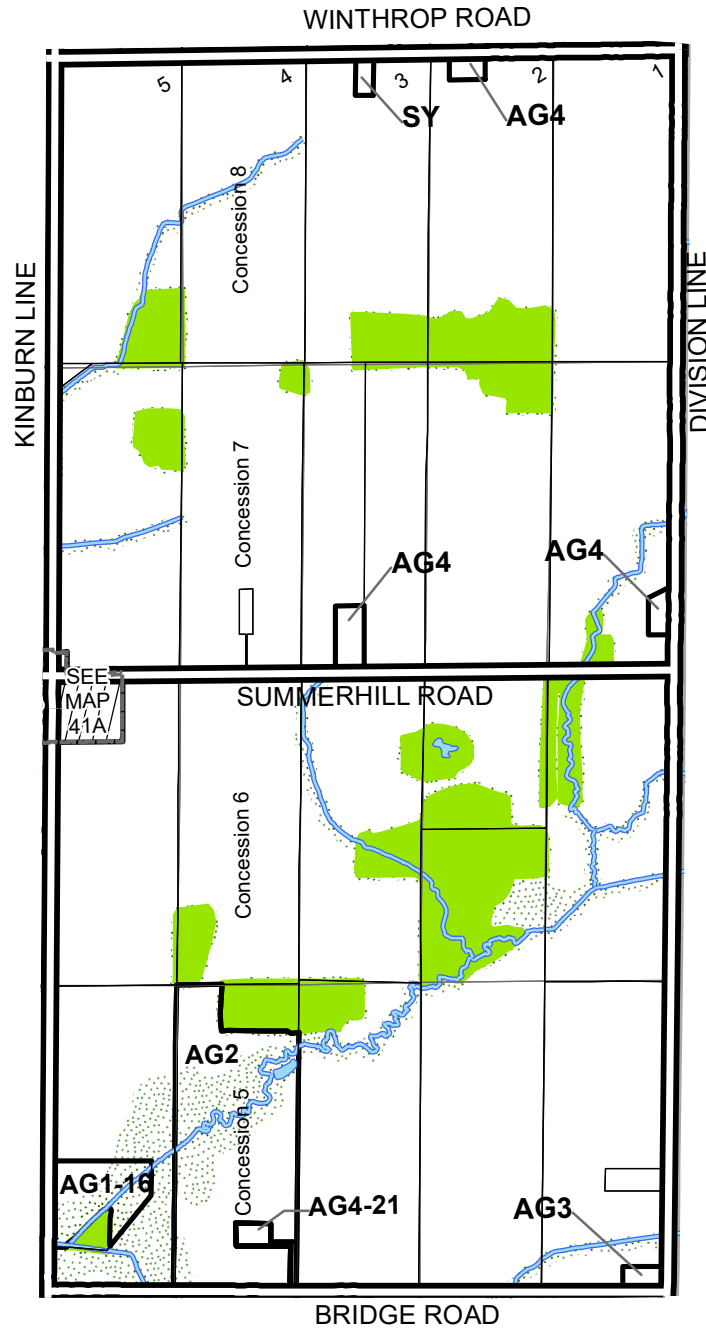 WINTHROP ROAD
5
4
3
2
1
SY
AG4
Concession 8
KINBURN LINE
DIVISION LINE
Concession 7
AG4
AG4
SEE
MAP
41A
SUMMERHILL ROAD
Concession 6
AG2
Concession 5
AG1-16
AG4-21
AG3
BRIDGE ROAD